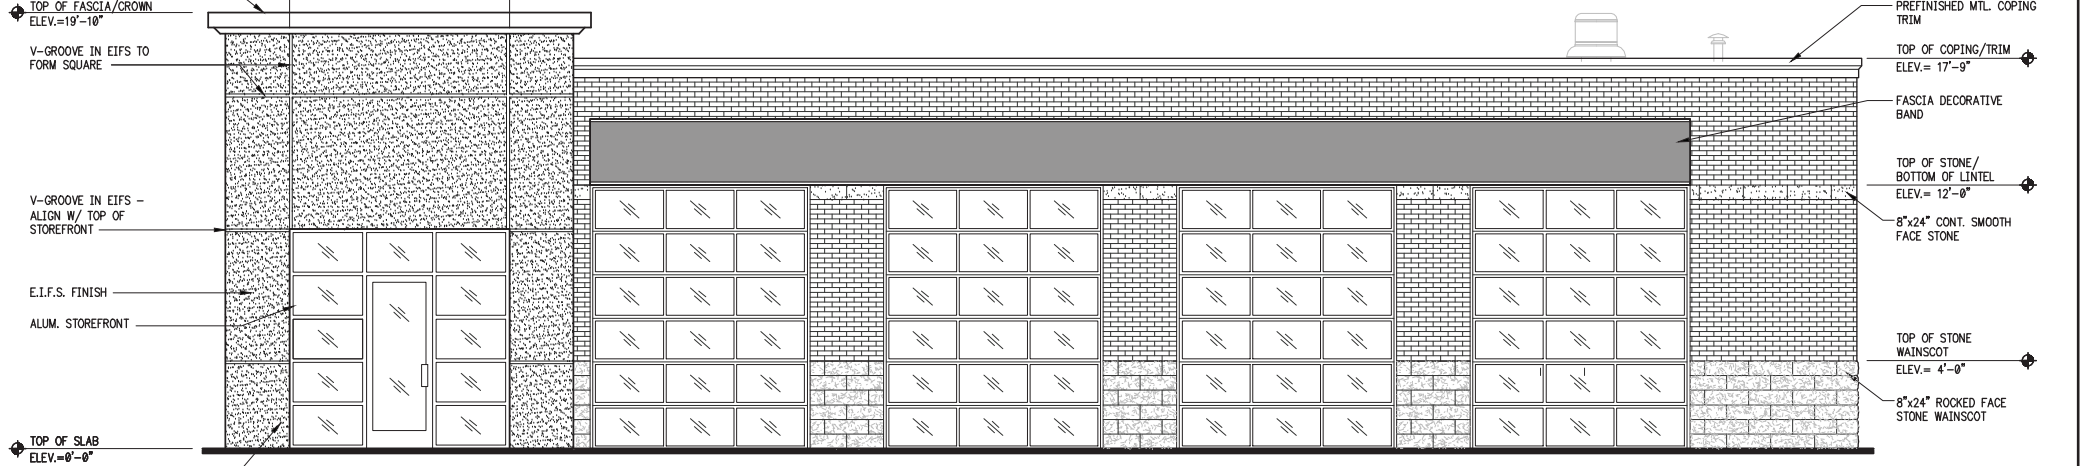 TOP OF FASCIA/CROWN
ELEV.=19'-10"
V-GROOVE IN EIFS TO
FORM SQUARE
V-GROOVE IN EIFS -
ALIGN W/ TOP OF
STOREFRONT
E.I.F.S. FINISH
ALUM. STOREFRONT
TOP OF SLAB
ELEV.=0'-0"
PREFINISHED MTL. COPING
TRIM
TOP OF COPING/TRIM
ELEV.= 17'-9"
FASCIA DECORATIVE
BAND
TOP OF STONE/
BOTTOM OF LINTEL
ELEV.= 12'-0"
8"x24" CONT. SMOOTH
FACE STONE
TOP OF STONE
WAINSCOT
ELEV.= 4'-0"
8"x24" ROCKED FACE
STONE WAINSCOT